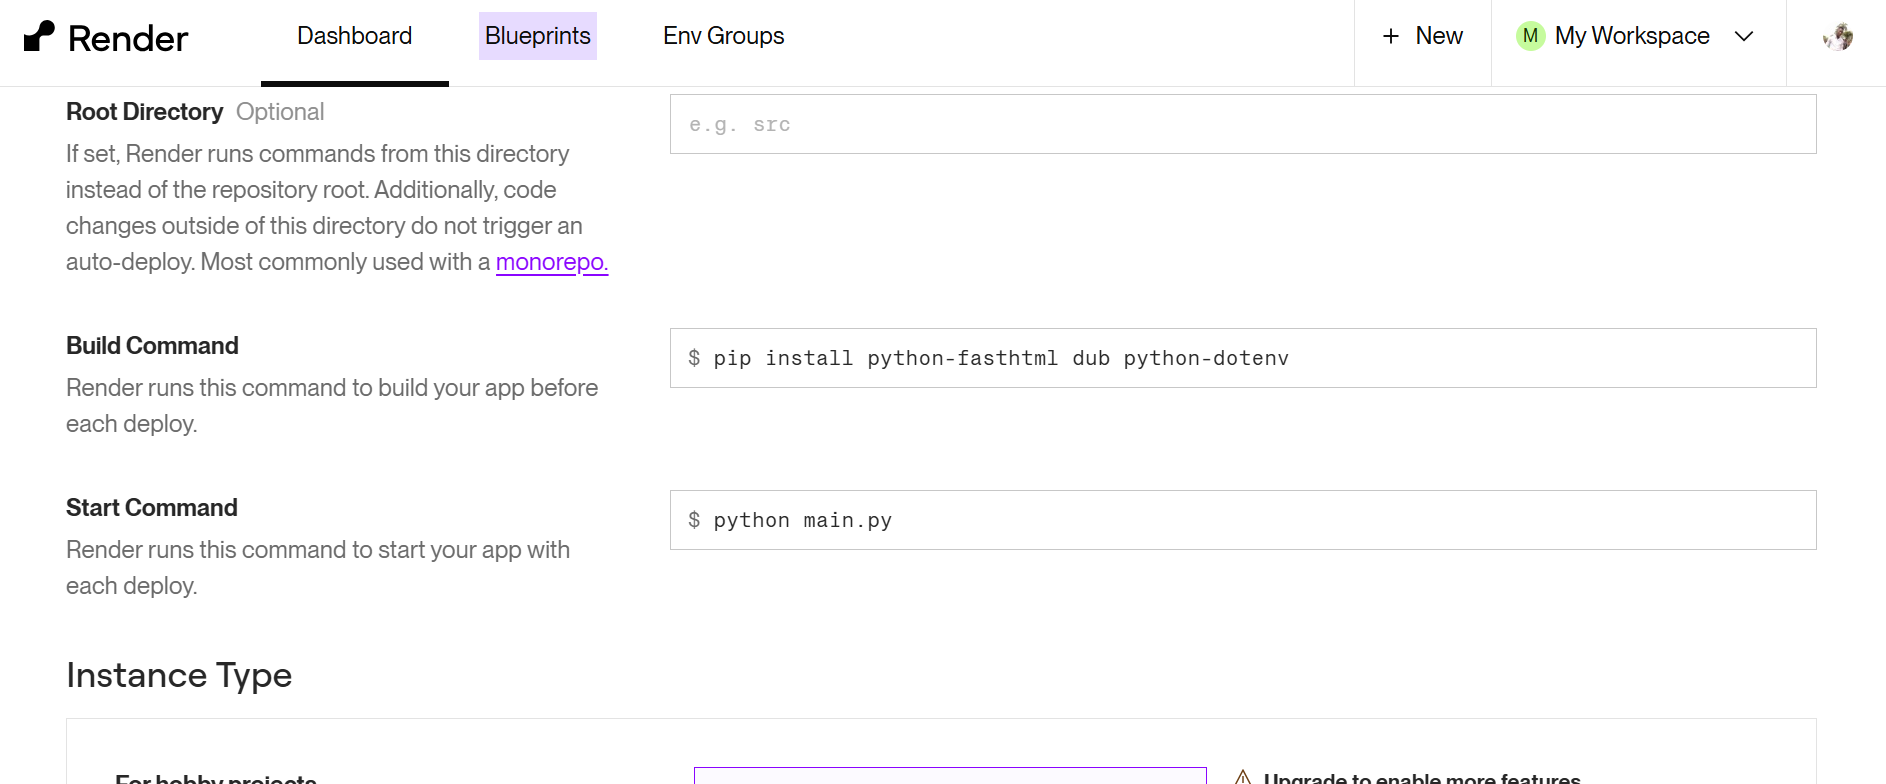 Render
Dashboard
Blueprints
Env Groups
+ New
M My Workspace
Root Directory Optional
If set, Render runs commands from this directory
instead of the repository root. Additionally, code
changes outside of this directory do not trigger an
auto-deploy. Most commonly used with a monorepo.
e.g. src
Build Command
Render runs this command to build your app before
each deploy.
$ pip install python-fasthtml dub python-dotenv
Start Command
Render runs this command to start your app with
each deploy.
$ python main.py
Instance Type
For hobby projects
Upgrade to enable more features